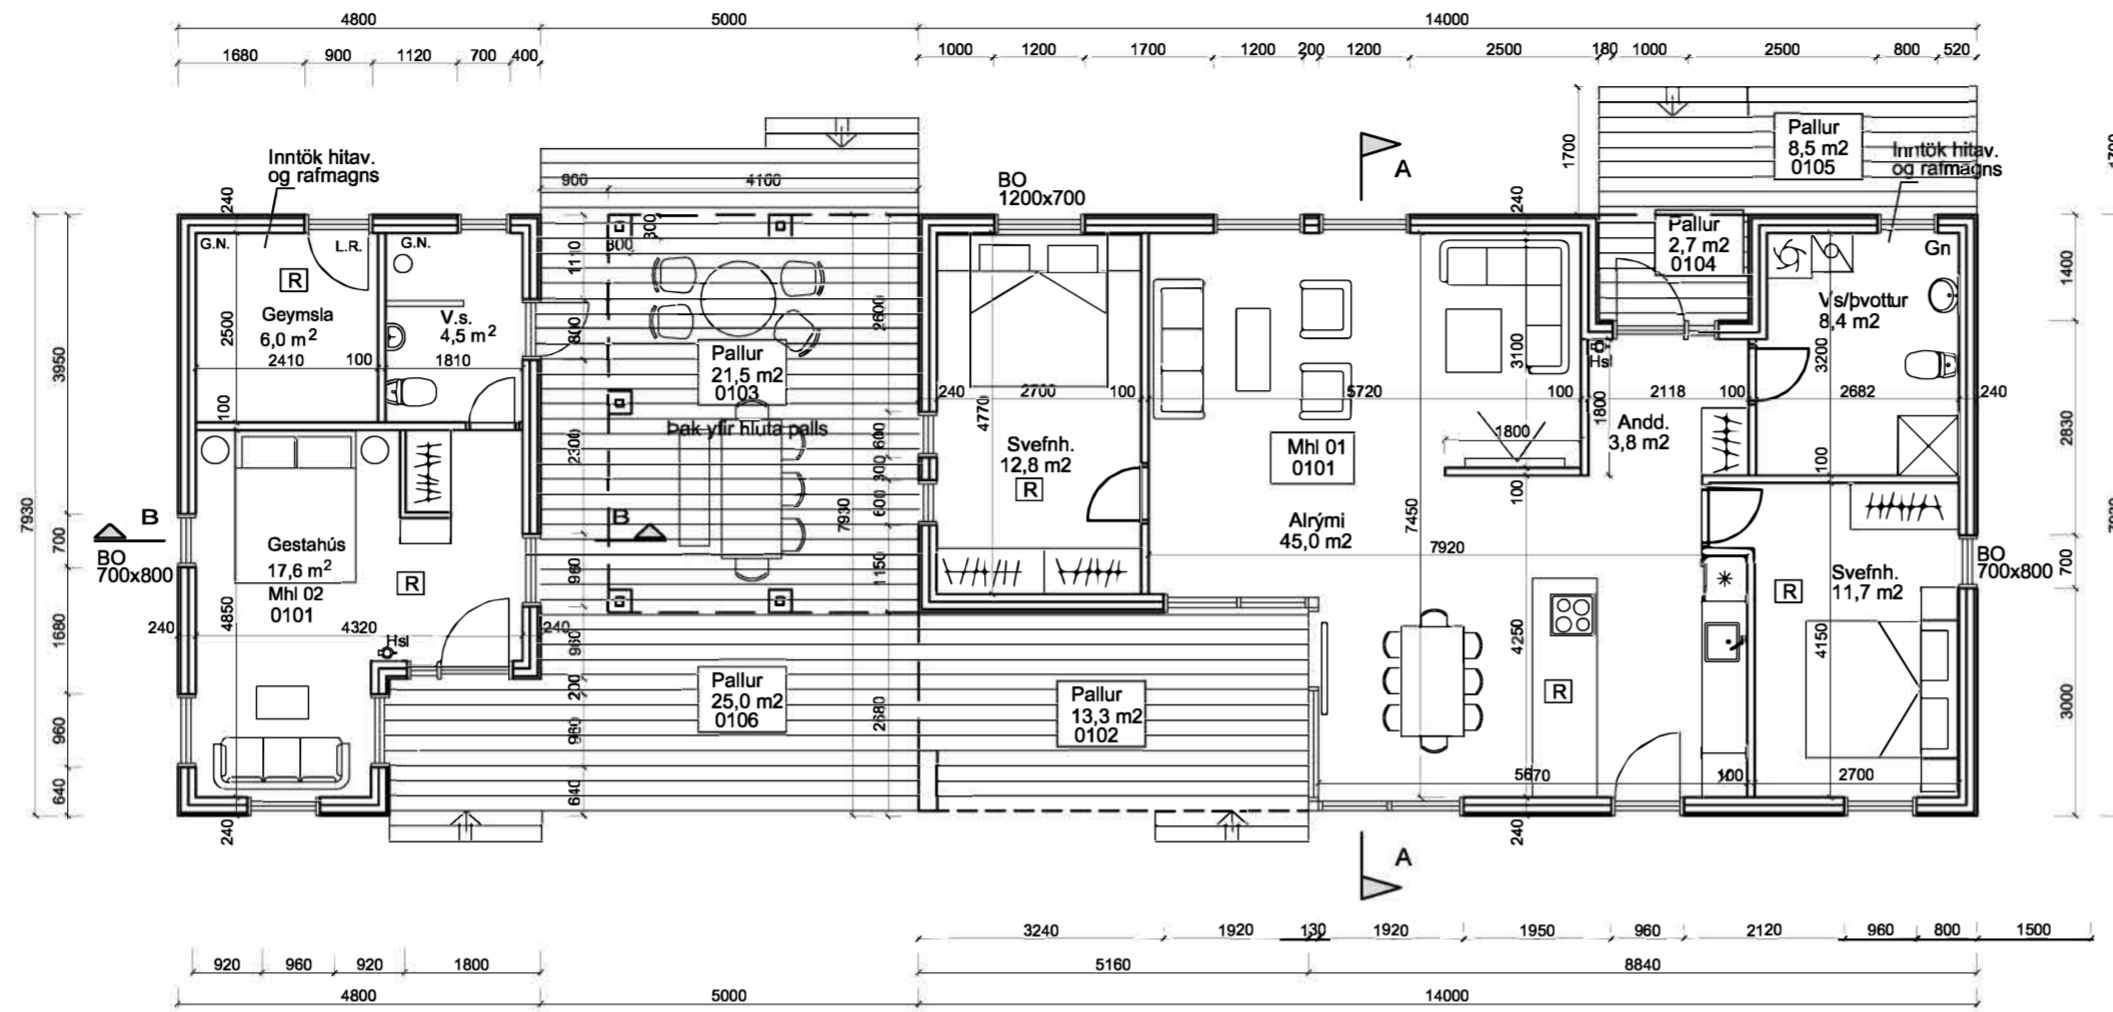 4800 5000 14000
1680 900 1120 700 400 1000 1200 1700 1200 200 1200 2500 180 1000 2500 800 520
Inntök hitav.
og rafmagns
240
900 4100
BO
1200x700
A
240
1700
Pallur
8,5 m2
0105
Inntök hitav.
og rafmagns
G.N. L.R. G.N.
R
Geymsla
6,0 m²
2500
2410 100 1810
V.s.
4,5 m²
100
1110
800
300
800
2600
Pallur
21,5 m2
0103
Þak yfir hluta palls
2300
7930
600
300
600
1150
960
240 2700 100
4770
Svefnh.
12,8 m2
R
5720 100
3100
1800
100
Mhl 01
0101
Alrými
45,0 m2
7450
7920
Pallur
2,7 m2
0104
Hsl
1800
2118 100
Andd.
3,8 m2
Gn
Vs/þvottur
8,4 m2
3200
2682 240
100
1400
2830
700
3000
7930
3950
700
1680
960
640
B
BO
700x800
B
Gestahús
17,6 m²
Mhl 02
0101
R
4850
240 4320 240
Hsl
960
200
960
640
Pallur
25,0 m2
0106
2680
Pallur
13,3 m2
0102
4250
R
5670 100 2700
R
Svefnh.
11,7 m2
4150
BO
700x800
240
240
A
3240 1920 130 1920 1950 960 2120 960 800 1500
920 960 920 1800 5160 8840
4800 5000 14000